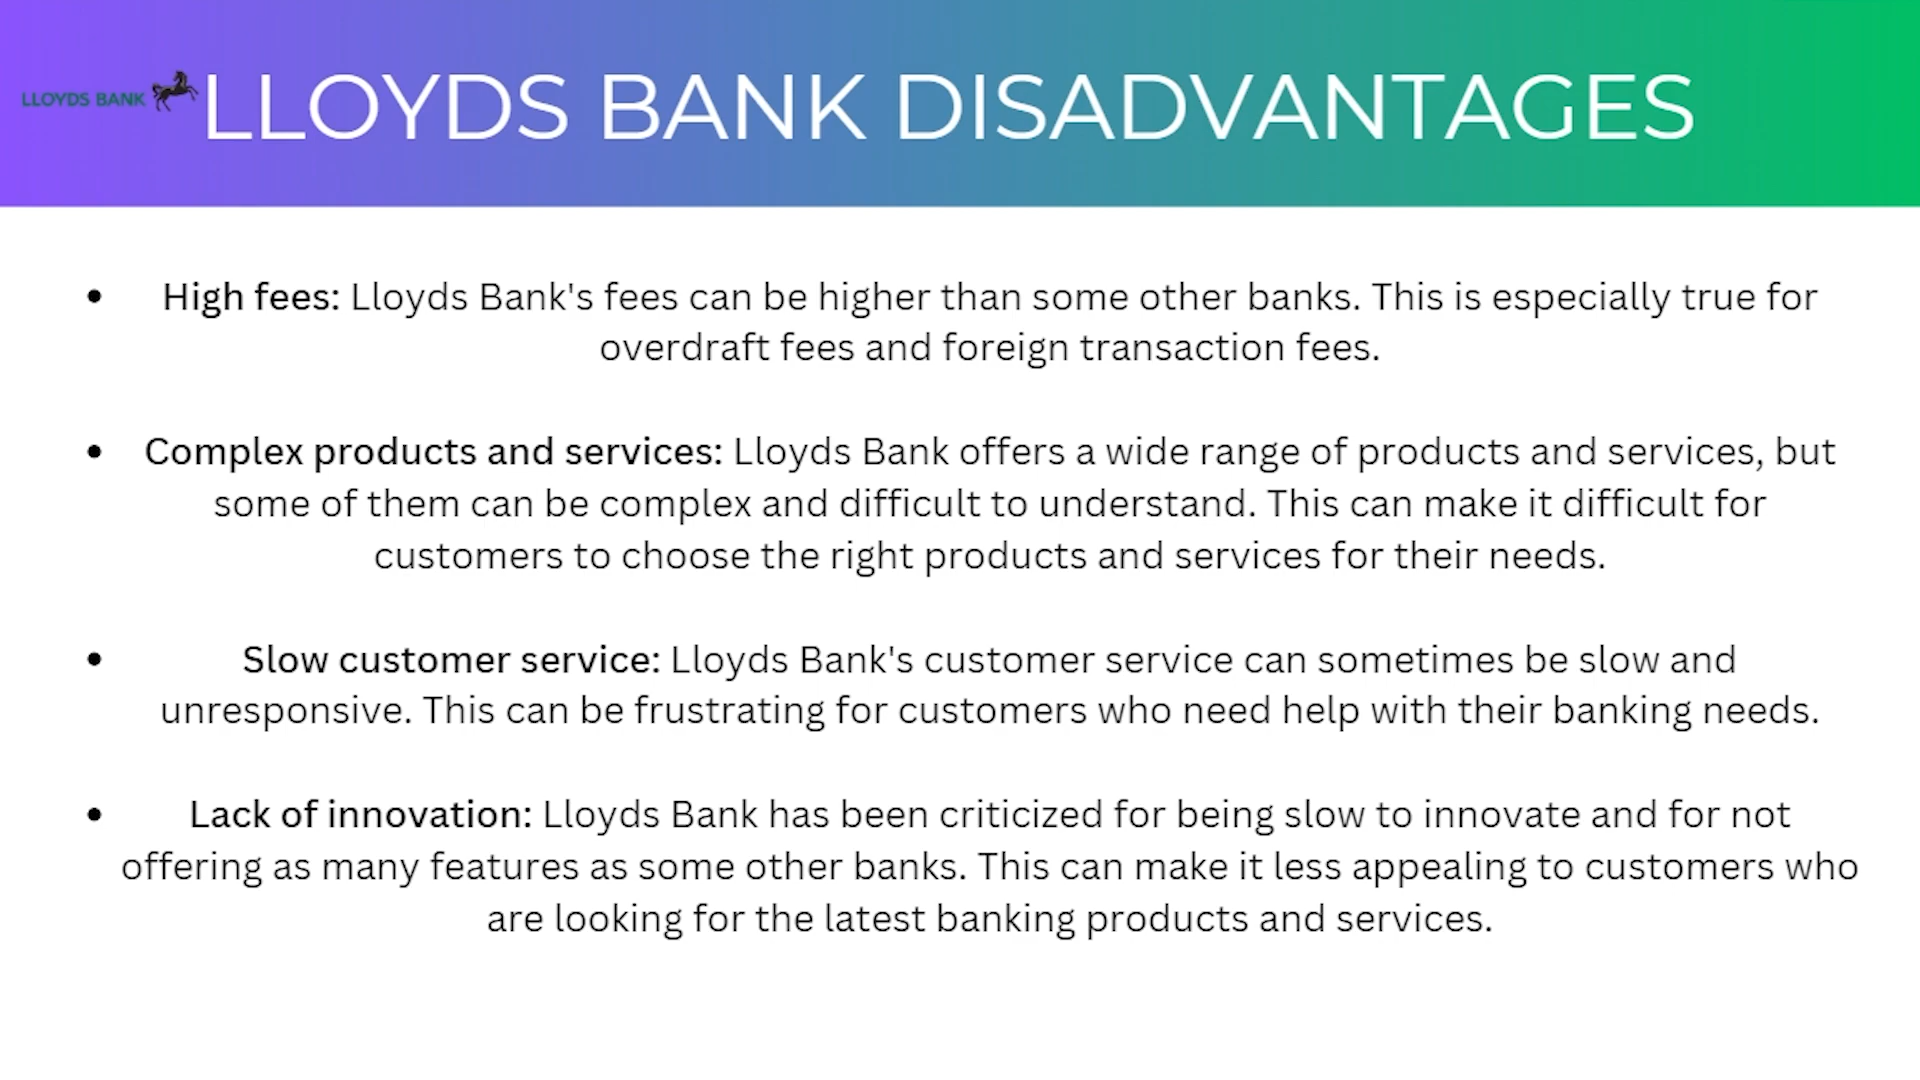 LLOYDS BANK
LLOYDS BANK DISADVANTAGES
• High fees: Lloyds Bank's fees can be higher than some other banks. This is especially true for
overdraft fees and foreign transaction fees.
• Complex products and services: Lloyds Bank offers a wide range of products and services, but
some of them can be complex and difficult to understand. This can make it difficult for
customers to choose the right products and services for their needs.
• Slow customer service: Lloyds Bank's customer service can sometimes be slow and
unresponsive. This can be frustrating for customers who need help with their banking needs.
• Lack of innovation: Lloyds Bank has been criticized for being slow to innovate and for not
offering as many features as some other banks. This can make it less appealing to customers who
are looking for the latest banking products and services.